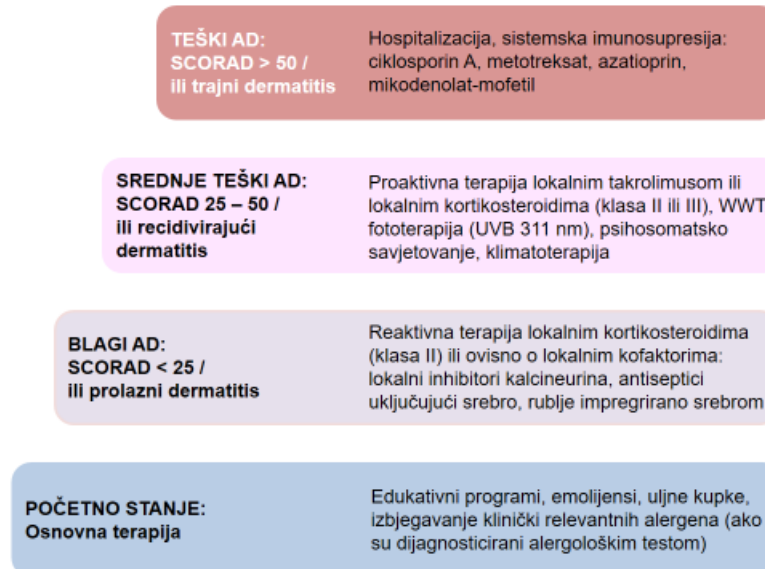 TEŠKI AD:
SCORAD > 50 /
ili trajni dermatitis
Hospitalizacija, sistemska imunosupresija:
ciklosporin A, metotreksat, azatioprin,
mikodenolat-mofetil
SREDNJE TEŠKI AD:
SCORAD 25 – 50 /
ili recidivirajući
dermatitis
Proaktivna terapija lokalnim takrolimusom ili
lokalnim kortikosteroidima (klasa II ili III), WWT
fototerapija (UVB 311 nm), psihosomatsko
savjetovanje, klimatoterapija
BLAGI AD:
SCORAD < 25 /
ili prolazni dermatitis
Reaktivna terapija lokalnim kortikosteroidima
(klasa II) ili ovisno o lokalnim kofaktorima:
lokalni inhibitori kalcineurina, antiseptici
uključujući srebro, rublje impregrirano srebrom
POČETNO STANJE:
Osnovna terapija
Edukativni programi, emolijensi, uljne kupke,
izbjegavanje klinički relevantnih alergena (ako
su dijagnosticirani alergološkim testom)